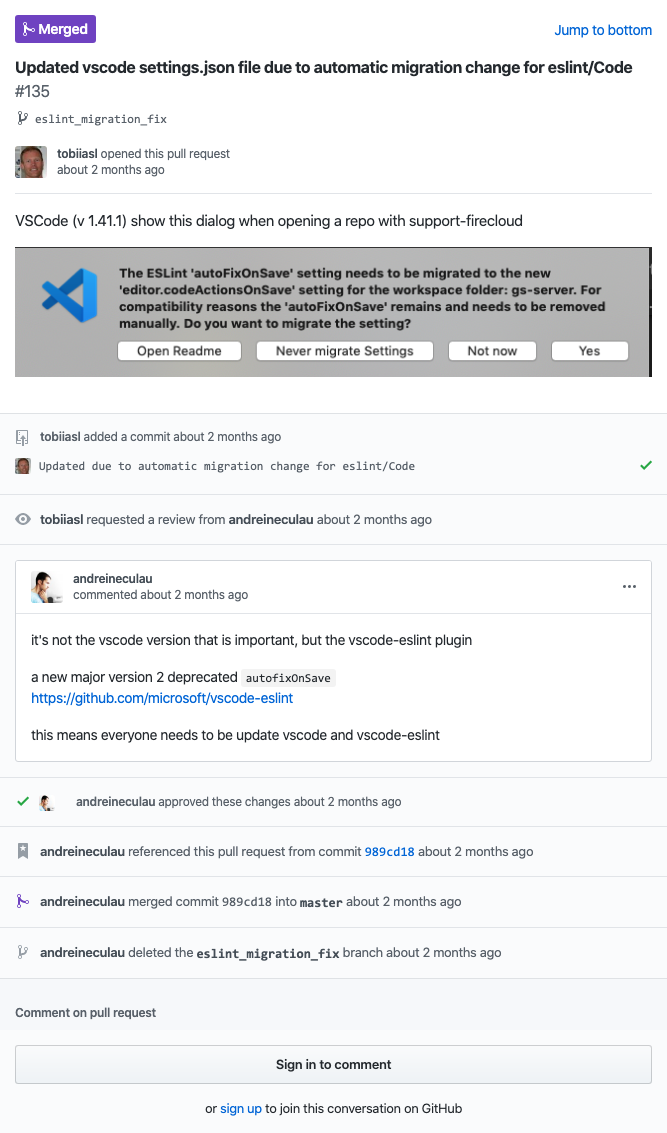 Merged
Jump to bottom
Updated vscode settings.json file due to automatic migration change for eslint/Code
#135
eslint_migration_fix
tobiiasl opened this pull request
about 2 months ago
VSCode (v 1.41.1) show this dialog when opening a repo with support-firecloud
The ESLint 'autoFixOnSave' setting needs to be migrated to the new
'editor.codeActionsOnSave' setting for the workspace folder: gs-server. For
compatibility reasons the 'autoFixOnSave' remains and needs to be removed
manually. Do you want to migrate the setting?
Open Readme Never migrate Settings Not now Yes
tobiiasl added a commit about 2 months ago
Updated due to automatic migration change for eslint/Code
tobiiasl requested a review from andreineculau about 2 months ago
andreineculau
commented about 2 months ago
it's not the vscode version that is important, but the vscode-eslint plugin
a new major version 2 deprecated autofixOnSave
https://github.com/microsoft/vscode-eslint
this means everyone needs to be update vscode and vscode-eslint
andreineculau approved these changes about 2 months ago
andreineculau referenced this pull request from commit 989cd18 about 2 months ago
andreineculau merged commit 989cd18 into master about 2 months ago
andreineculau deleted the eslint_migration_fix branch about 2 months ago
Comment on pull request
Sign in to comment
or sign up to join this conversation on GitHub